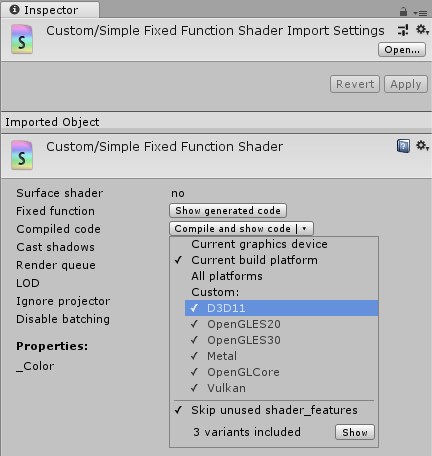 Inspector
Custom/Simple Fixed Function Shader Import Settings
Open...
Revert Apply
Imported Object
Custom/Simple Fixed Function Shader
Surface shader no
Fixed function Show generated code
Compiled code Compile and show code | ▾
Cast shadows
Render queue
LOD
Ignore projector
Disable batching
Properties:
_Color
Current graphics device
✓ Current build platform
All platforms
Custom:
✓ D3D11
✓ OpenGLES20
✓ OpenGLES30
✓ Metal
✓ OpenGLCore
✓ Vulkan
✓ Skip unused shader_features
3 variants included Show